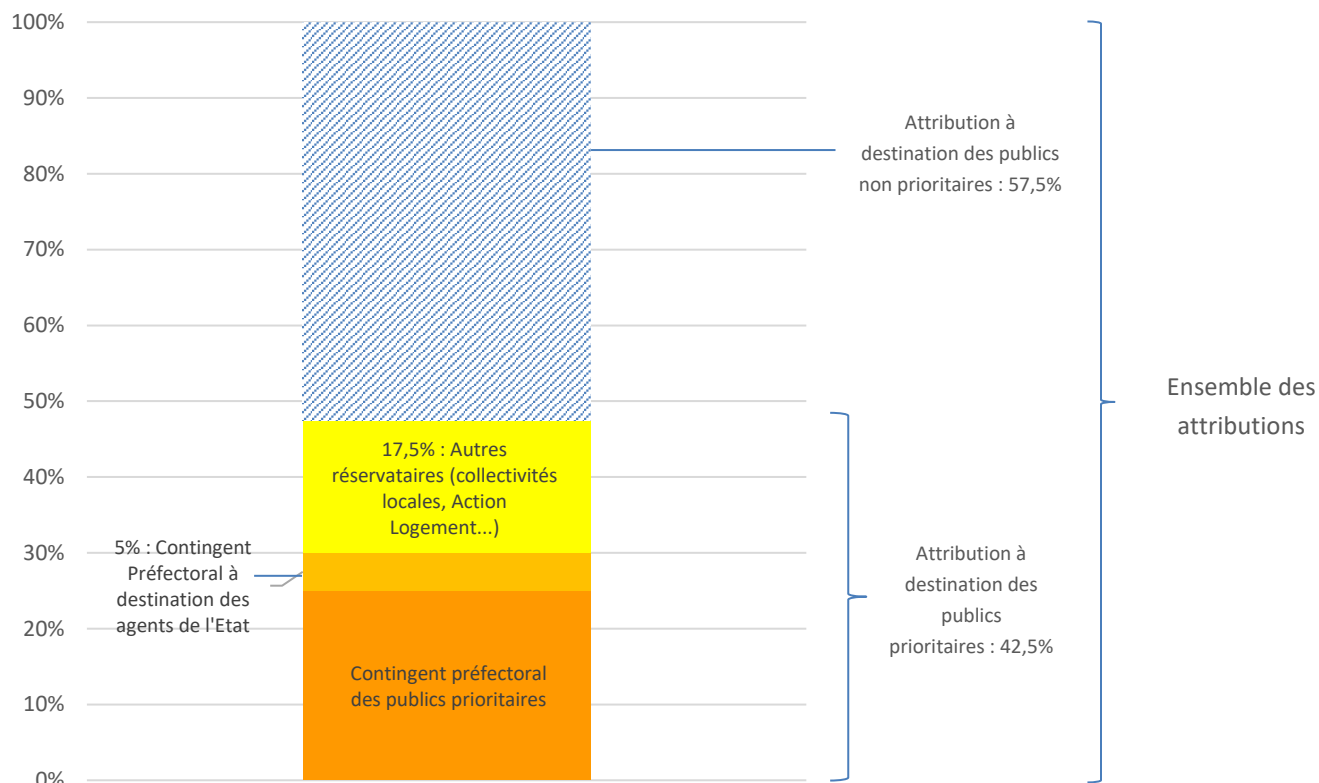 100%
90%
80%
70%
60%
50%
40%
30%
20%
10%
0%
Attribution à
destination des publics
non prioritaires : 57,5%
17,5% : Autres
réservataires (collectivités
locales, Action
Logement...)
5% : Contingent
Préfectoral à
destination des
agents de l'Etat
Contingent préfectoral
des publics prioritaires
Attribution à
destination des
publics
prioritaires : 42,5%
Ensemble des
attributions